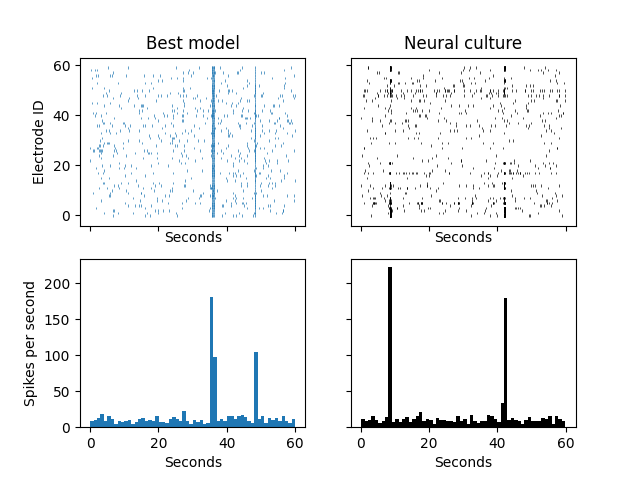 Best model
Neural culture
Electrode ID
60
40
20
0
Seconds
Seconds
Spikes per second
200
150
100
50
0
0 20 40 60
0 20 40 60
Seconds
Seconds